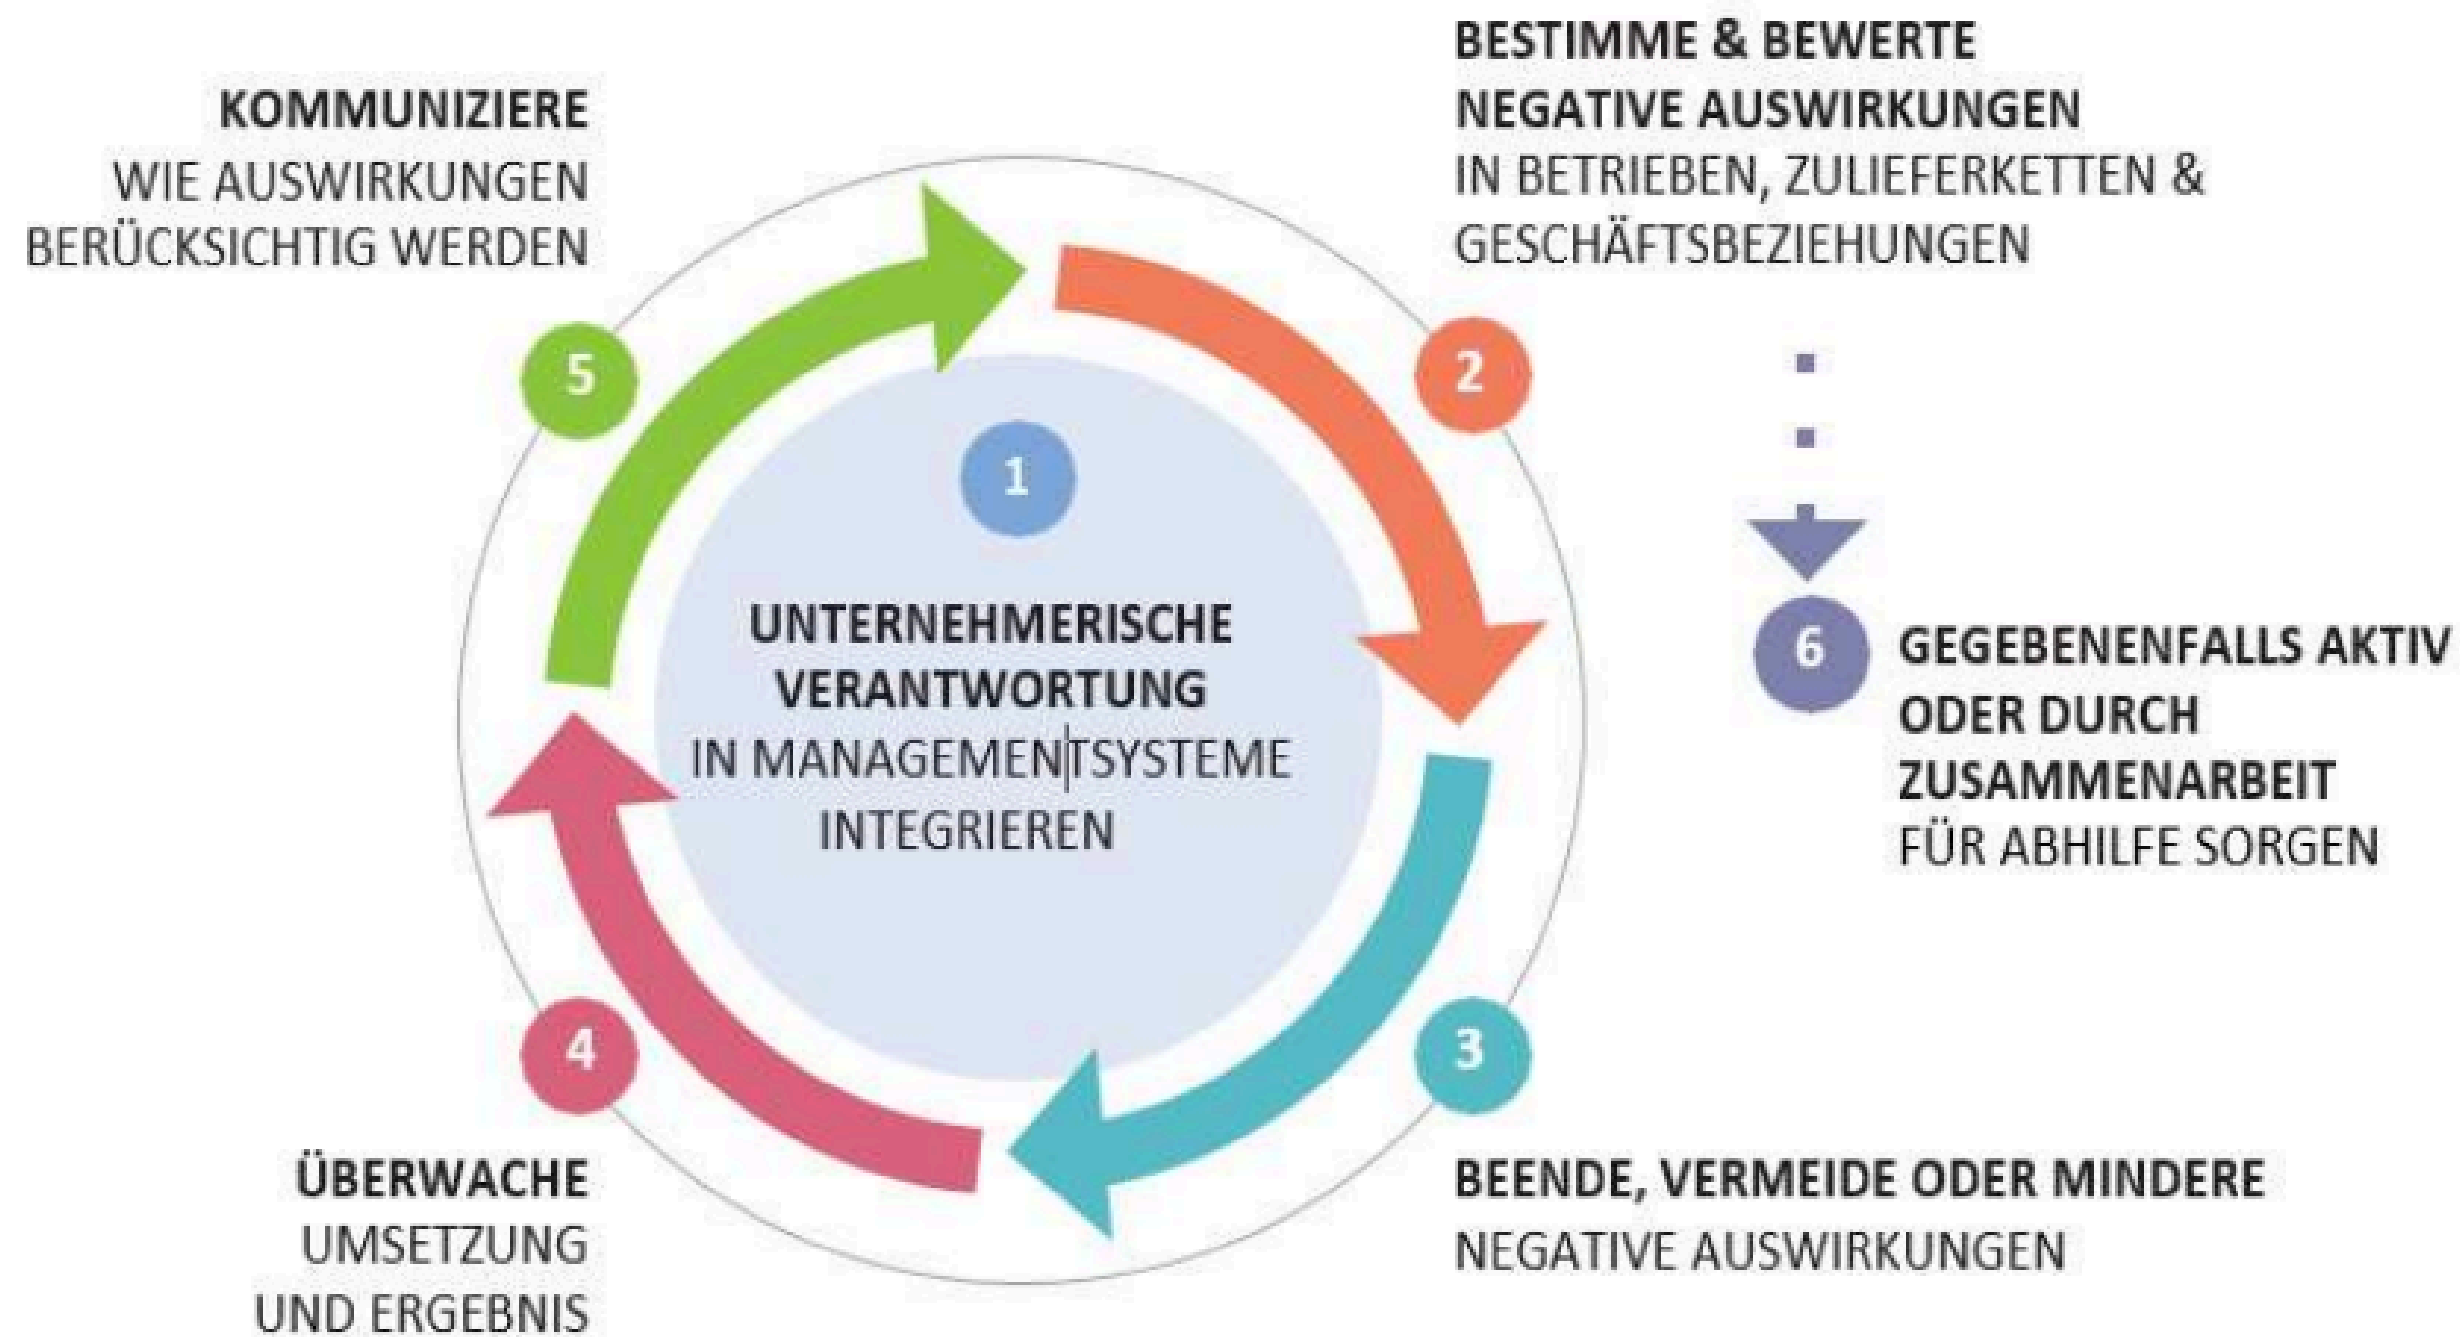 KOMMUNIZIERE
WIE AUSWIRKUNGEN
BERÜCKSICHTIG WERDEN
5
BESTIMME & BEWERTE
NEGATIVE AUSWIRKUNGEN
IN BETRIEBEN, ZULIEFERKETTEN &
GESCHÄFTSBEZIEHUNGEN
2
1
UNTERNEHMERISCHE
VERANTWORTUNG
IN MANAGEMENTSYSTEME
INTEGRIEREN
6
GEGEBENENFALLS AKTIV
ODER DURCH
ZUSAMMENARBEIT
FÜR ABHILFE SORGEN
4
ÜBERWACHE
UMSETZUNG
UND ERGEBNIS
3
BEENDE, VERMEIDE ODER MINDERE
NEGATIVE AUSWIRKUNGEN